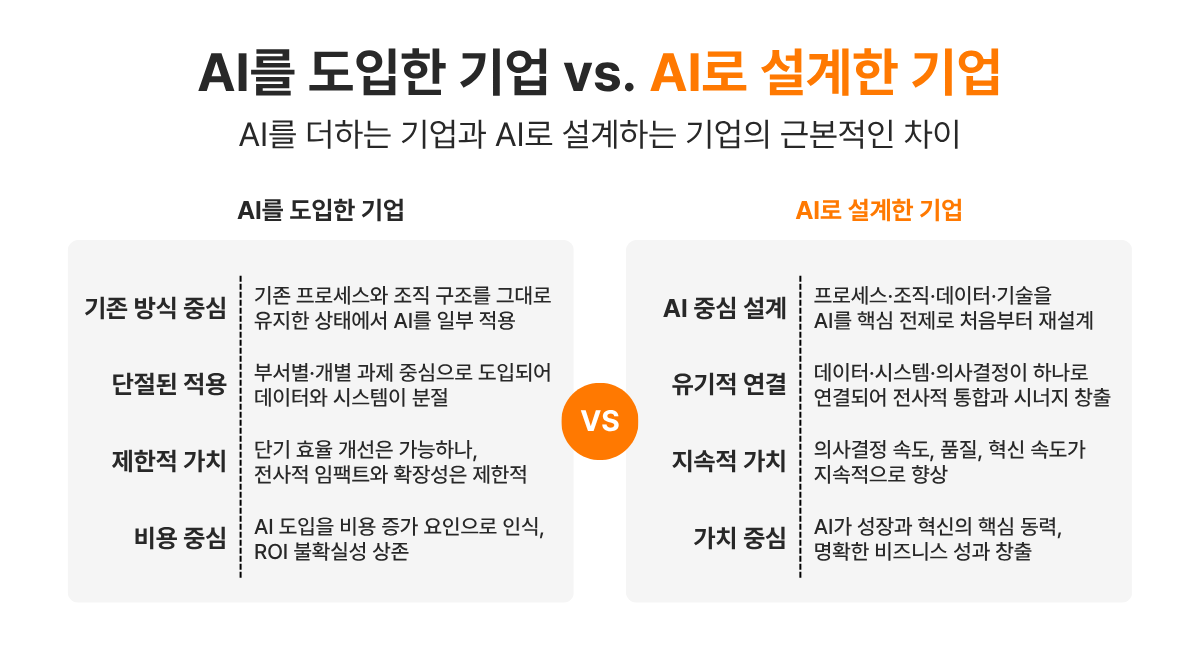 AI를 도입한 기업 vs. AI로 설계한 기업
AI를 더하는 기업과 AI로 설계하는 기업의 근본적인 차이
AI를 도입한 기업
기존 방식 중심
기존 프로세스와 조직 구조를 그대로
유지한 상태에서 AI를 일부 적용
단절된 적용
부서별·개별 과제 중심으로 도입되어
데이터와 시스템이 분절
제한적 가치
단기 효율 개선은 가능하나,
전사적 임팩트와 확장성은 제한적
비용 중심
AI 도입을 비용 증가 요인으로 인식,
ROI 불확실성 상존
VS
AI로 설계한 기업
AI 중심 설계
프로세스·조직·데이터·기술을
AI를 핵심 전제로 처음부터 재설계
유기적 연결
데이터·시스템·의사결정이 하나로
연결되어 전사적 통합과 시너지 창출
지속적 가치
의사결정 속도, 품질, 혁신 속도가
지속적으로 향상
가치 중심
AI가 성장과 혁신의 핵심 동력,
명확한 비즈니스 성과 창출